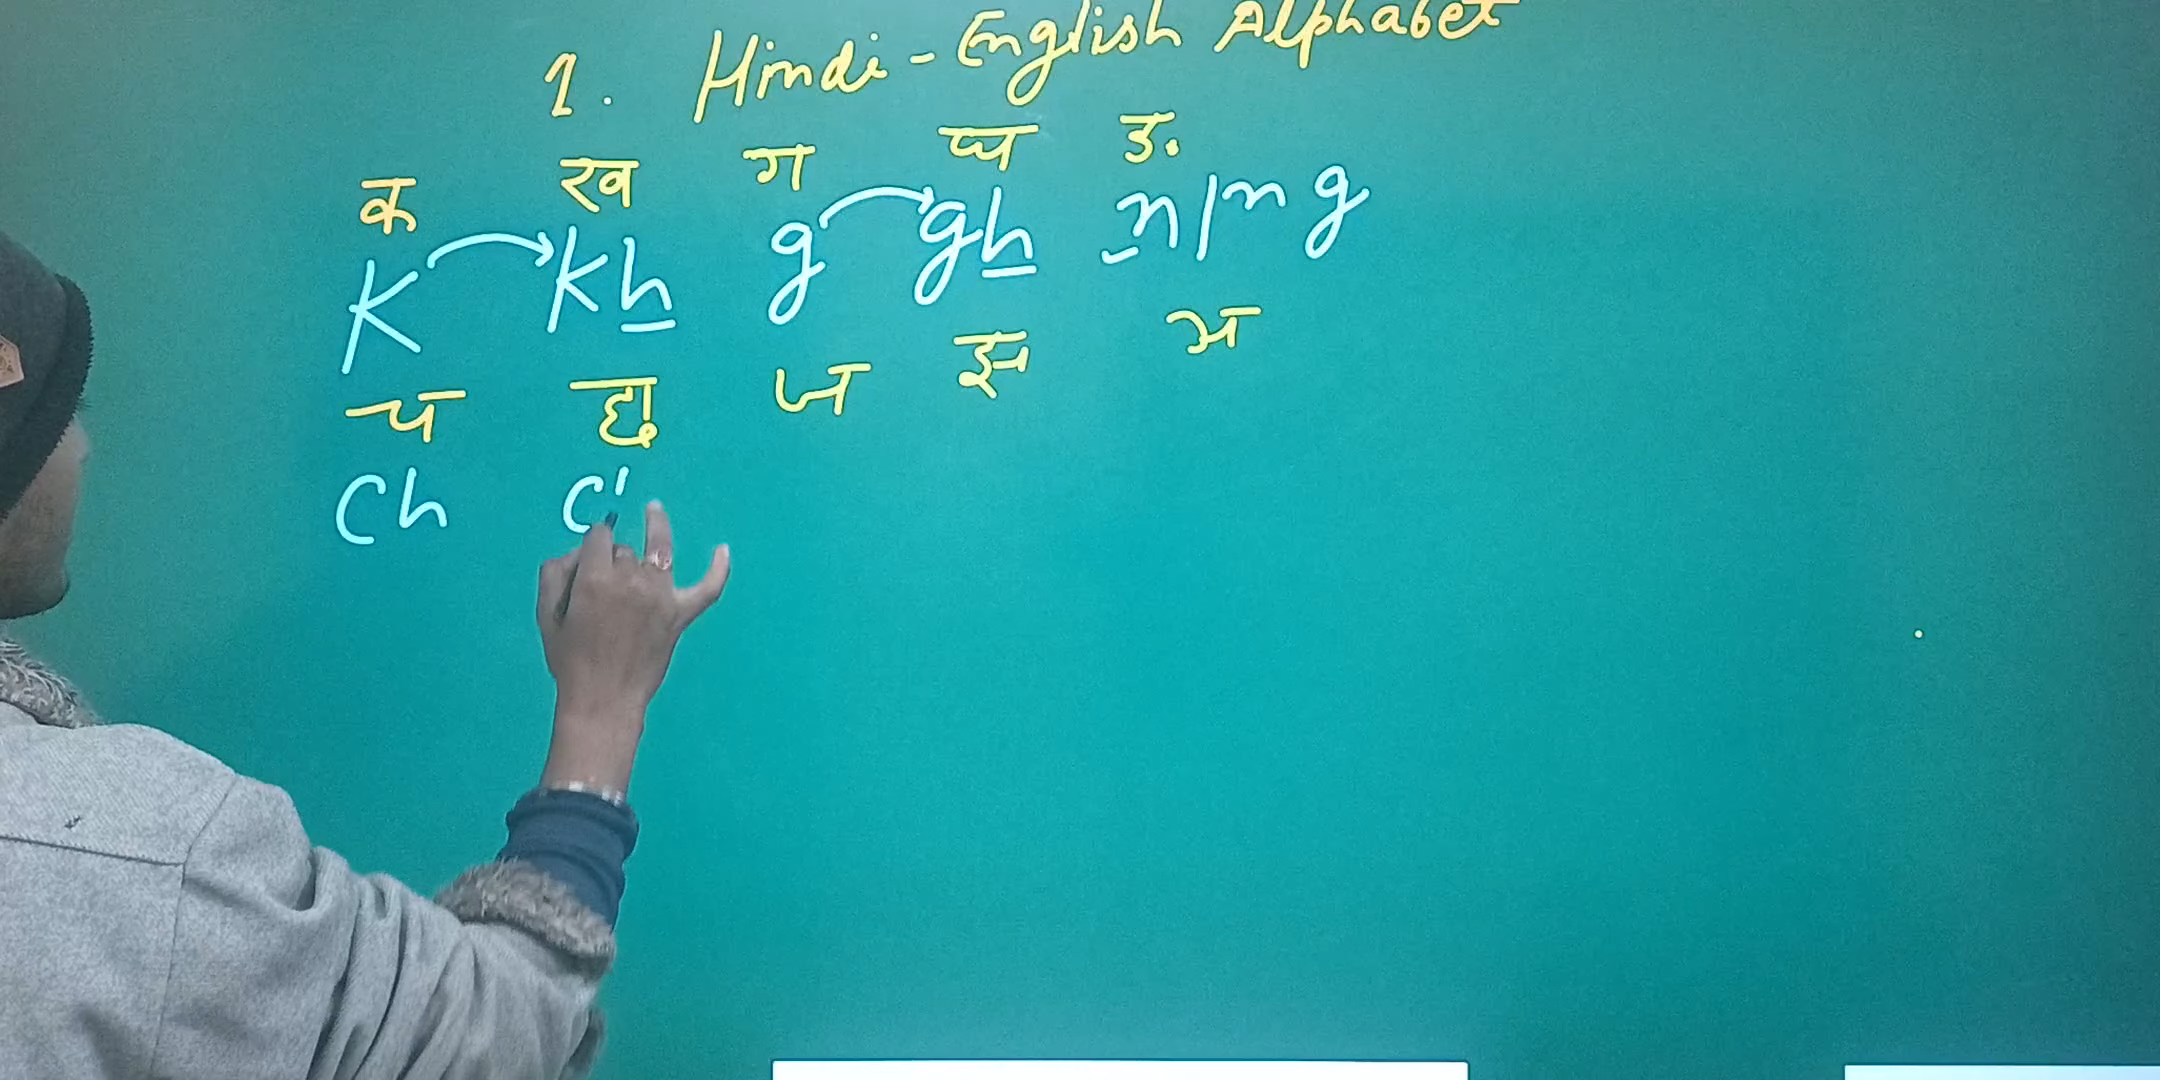 1. Hindi-English Alphabet
क ख ग घ ङ
K Kh g gh n/ng
च छ ज झ ञ
Ch C